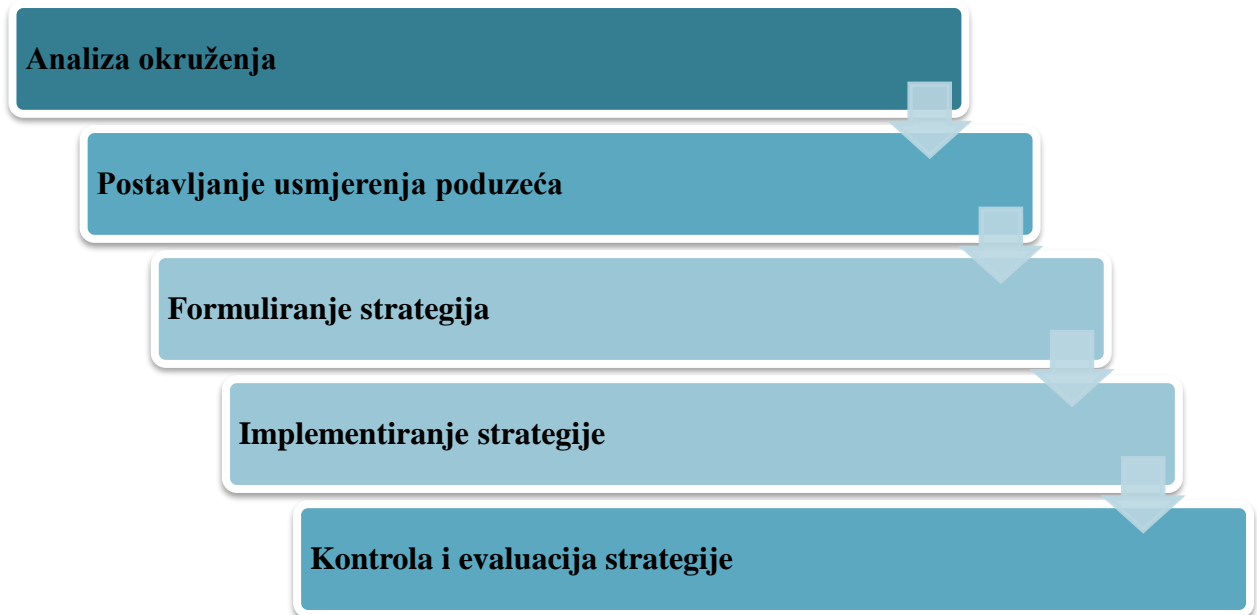 Analiza okruženja
Postavljanje usmjerenja poduzeća
Formuliranje strategija
Implementiranje strategije
Kontrola i evaluacija strategije